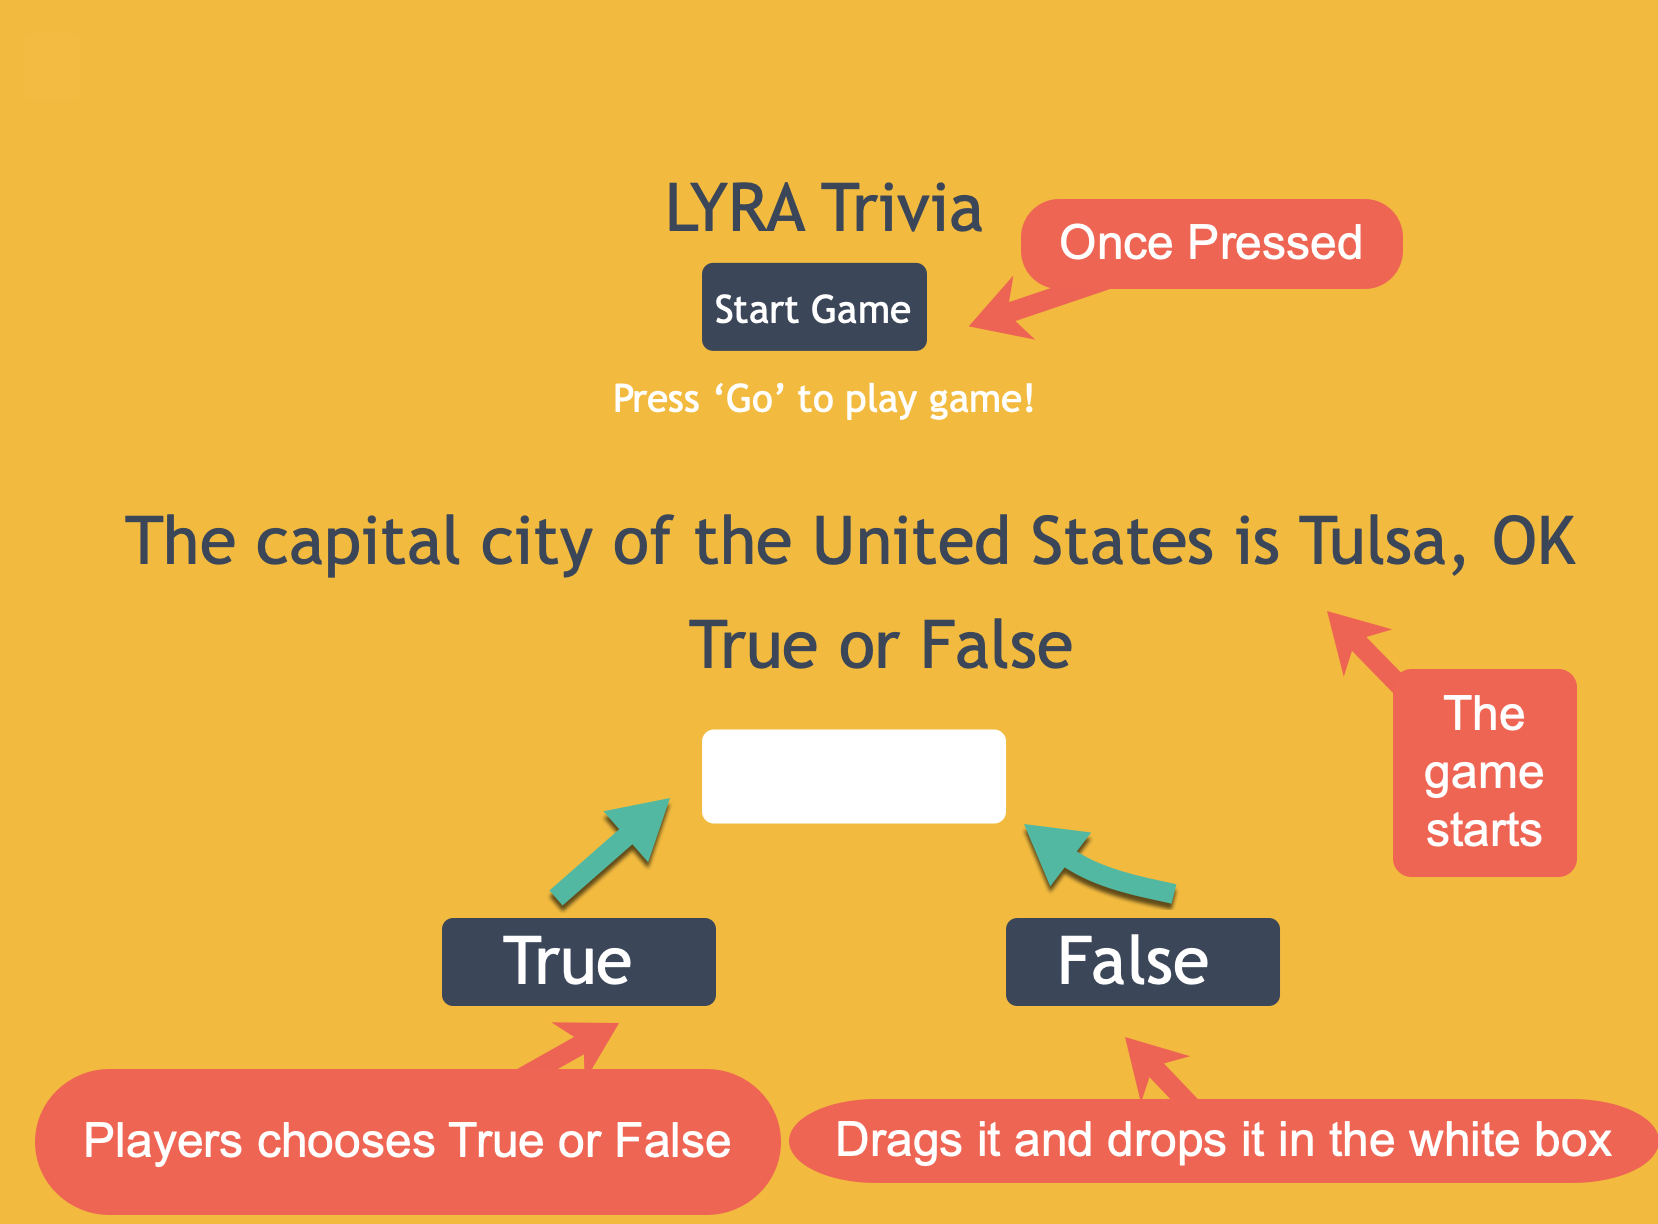 LYRA Trivia
Once Pressed
Start Game
Press ‘Go’ to play game!
The capital city of the United States is Tulsa, OK
True or False
The
game
starts
True
False
Players chooses True or False
Drags it and drops it in the white box